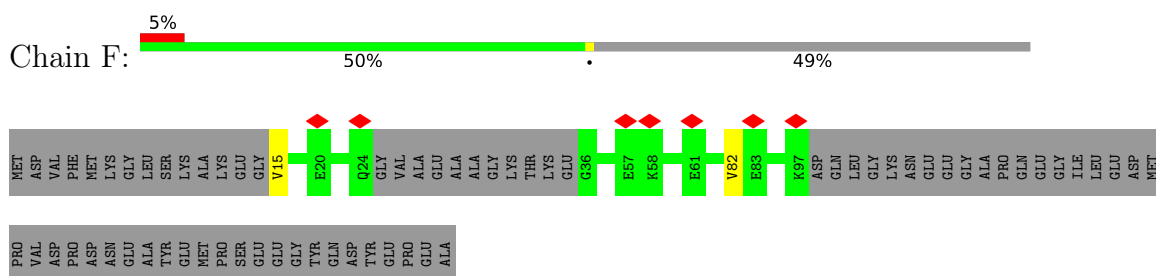 5%
Chain F:
50% • 49%
MET ASP VAL PHE MET LYS GLY LEU SER LYS ALA LYS GLU GLY V15 E20 Q24 GLY VAL ALA GLU ALA ALA GLY LYS THR LYS GLU G36 E57 K58 E61 V82 E83 K97 ASP GLN LEU GLY LYS ASN GLU GLU GLY ALA PRO GLN GLU GLY ILE LEU GLU ASP MET
PRO VAL ASP PRO ASP ASN GLU ALA TYR GLU MET PRO SER GLU GLU GLY TYR GLN ASP TYR GLU PRO GLU ALA